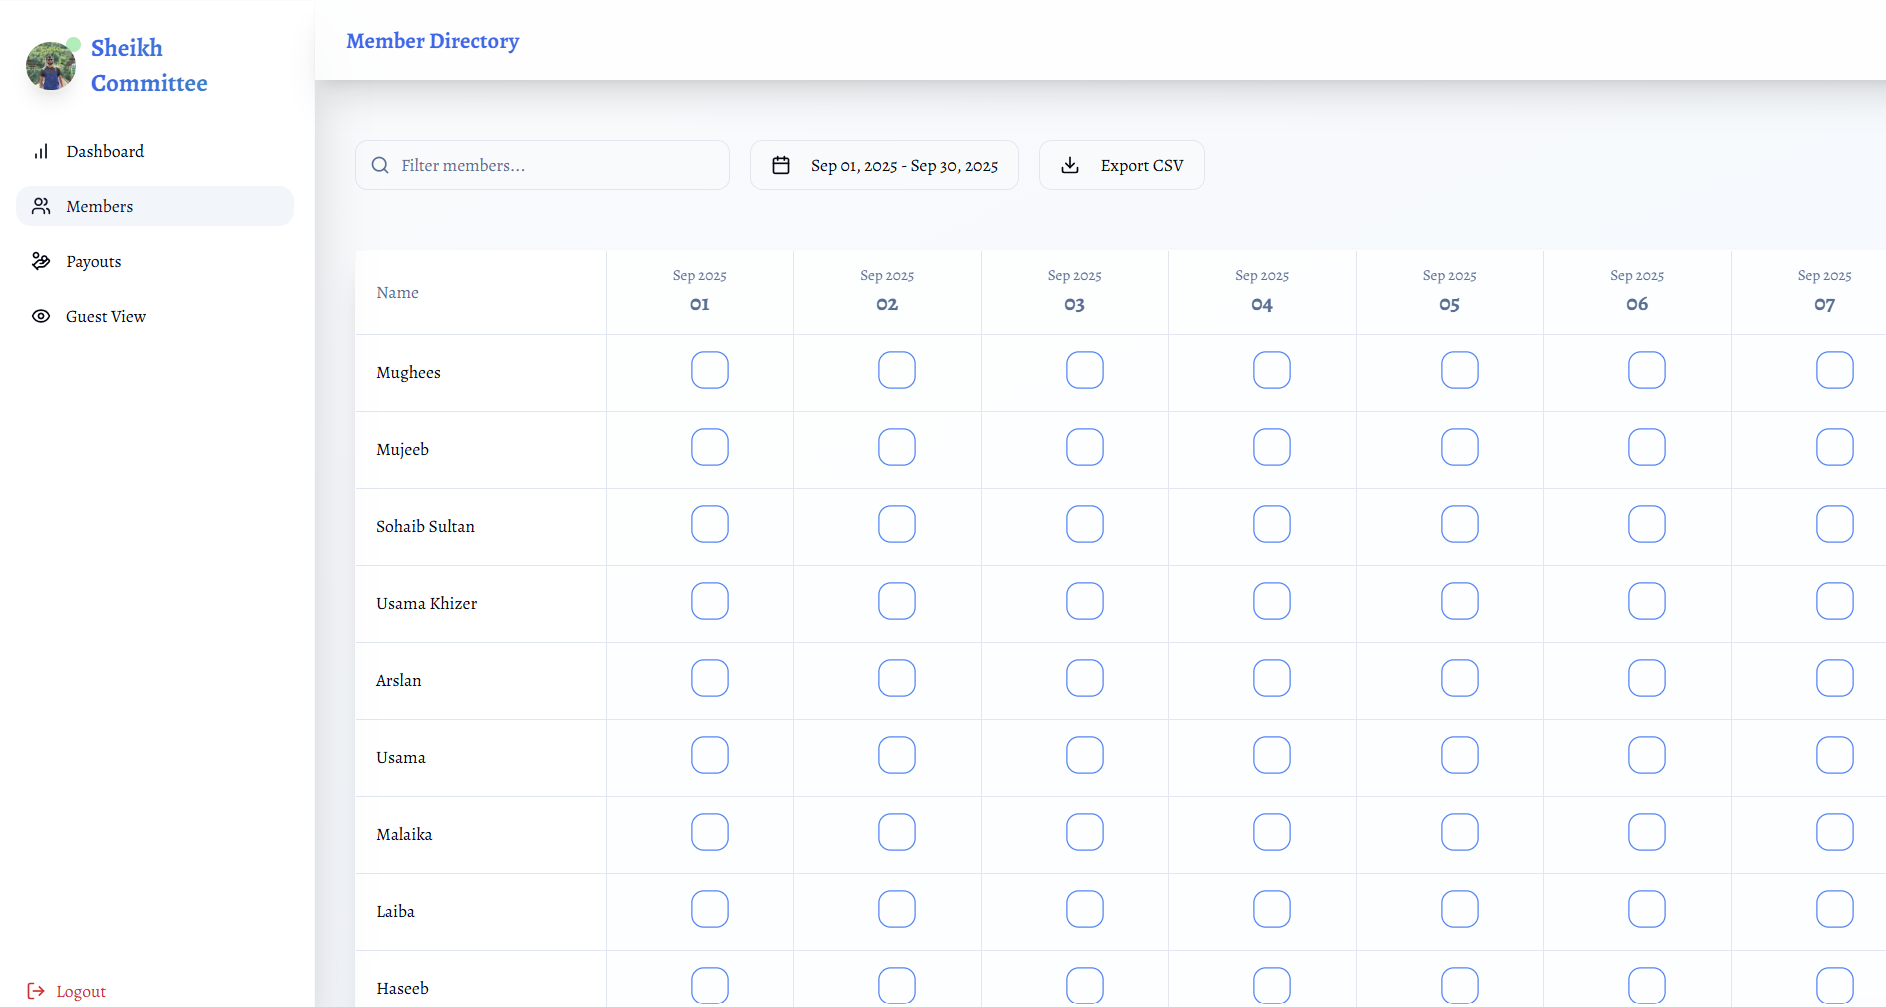 Sheikh
Committee
Dashboard
Members
Payouts
Guest View
Logout
Member Directory
Filter members...
Sep 01, 2025 - Sep 30, 2025
Export CSV
Name
Sep 2025
01
Sep 2025
02
Sep 2025
03
Sep 2025
04
Sep 2025
05
Sep 2025
06
Sep 2025
07
Mughees
Mujeeb
Sohaib Sultan
Usama Khizer
Arslan
Usama
Malaika
Laiba
Haseeb